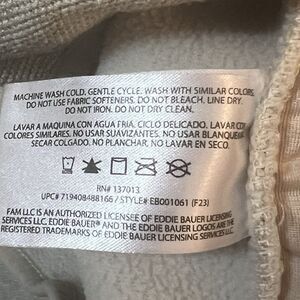 MACHINE WASH COLD, GENTLE CYCLE. WASH WITH SIMILAR COLORS.
DO NOT USE FABRIC SOFTENERS. DO NOT BLEACH. LINE DRY.
DO NOT IRON. DO NOT DRY CLEAN.
LAVAR A MAQUINA CON AGUA FRIA. CICLO DELICADO. LAVAR CON
COLORES SIMILARES. NO USAR SUAVIZANTES. NO USAR BLANQUEADOR
SECAR COLGADO. NO PLANCHAR. NO LAVAR EN SECO.
RN# 137013
UPC# 719408488166 / STYLE# EB001061 (F23)
FAM LLC IS AN AUTHORIZED LICENSEE OF EDDIE BAUER LICENSING
SERVICES LLC. EDDIE BAUER® AND THE EDDIE BAUER LOGOS ARE
REGISTERED TRADEMARKS OF EDDIE BAUER LICENSING SERVICES LLC.